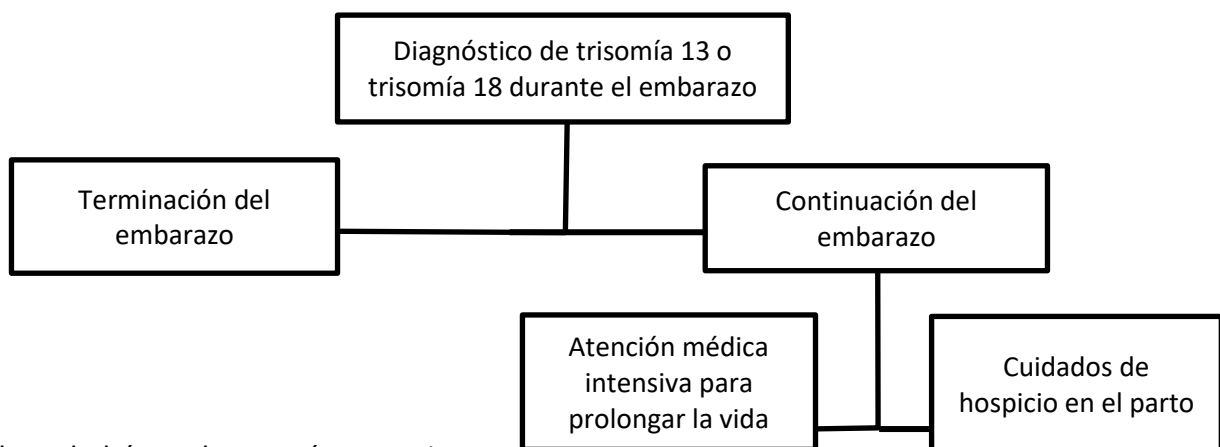 Diagnóstico de trisomía 13 o
trisomía 18 durante el embarazo
Terminación del
embarazo
Continuación del
embarazo
Atención médica
intensiva para
prolongar la vida
Cuidados de
hospicio en el parto